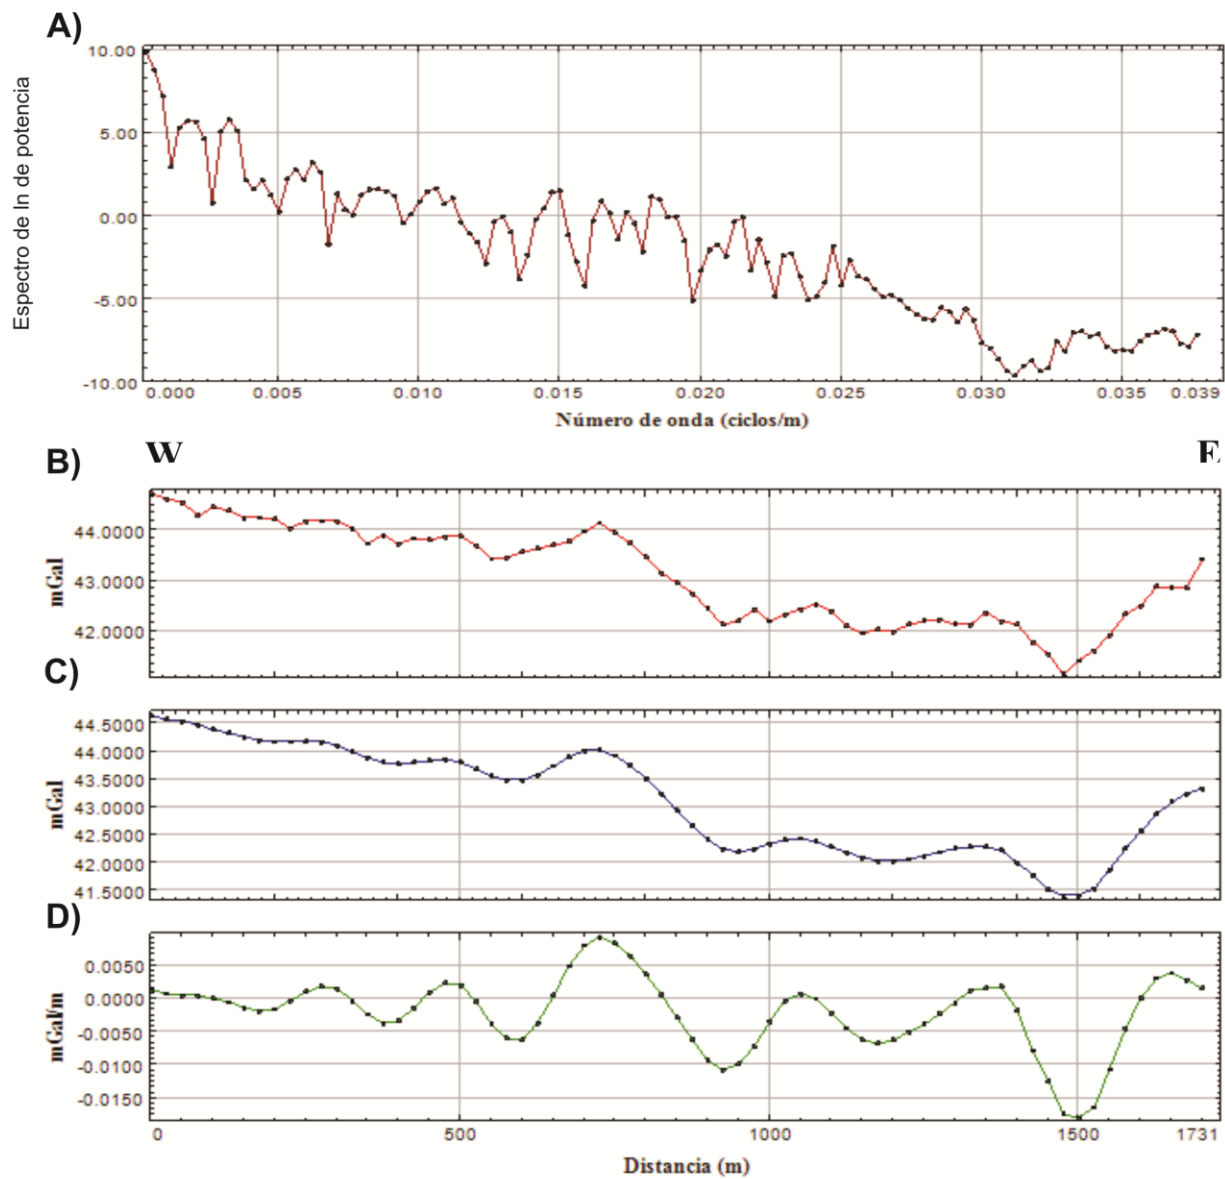 A)
Espectro de ln de potencia
10.00
5.00
0.00
-5.00
-10.00
0.000 0.005 0.010 0.015 0.020 0.025 0.030 0.035 0.039
Número de onda (ciclos/m)
W E
B)
mGal
44.0000
43.0000
42.0000
C)
mGal
44.5000
44.0000
43.5000
43.0000
42.5000
42.0000
41.5000
D)
mGal/m
0.0050
0.0000
-0.0050
-0.0100
-0.0150
0 500 1000 1500 1731
Distancia (m)